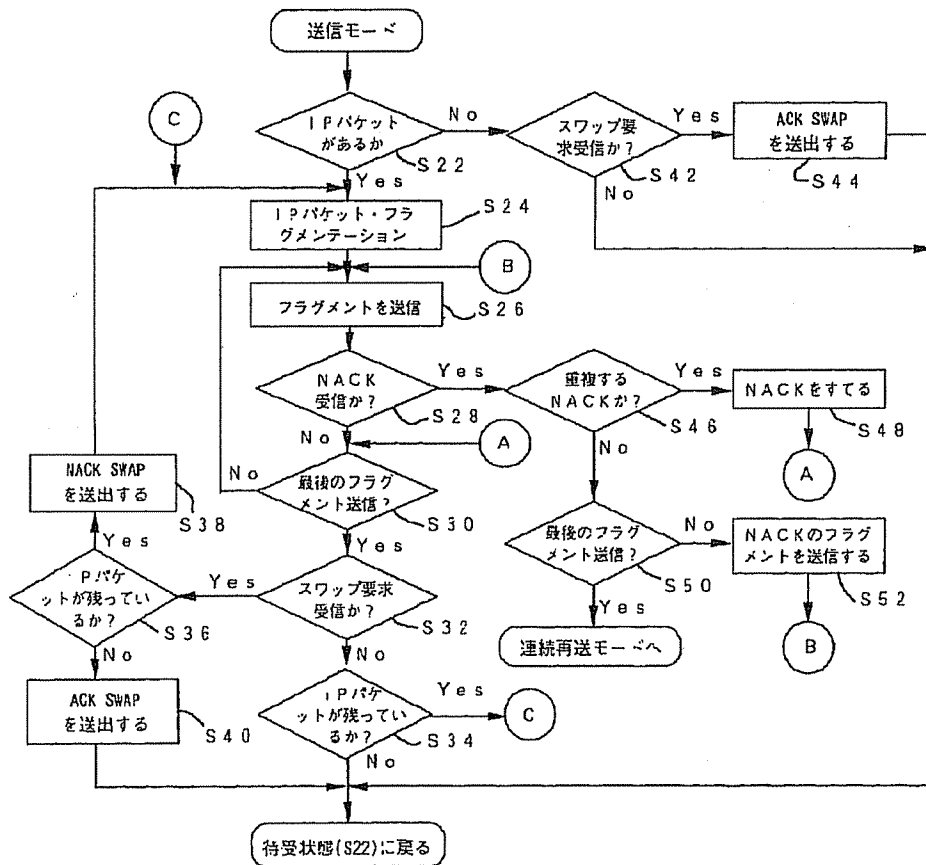 送信モード
C
IPパケット
があるか
S22
No
Yes
スワップ要
求受信か?
S42
Yes
No
ACK SWAP
を送出する
S44
IPパケット・フラ
グメンテーション
S24
B
フラグメントを送信
S26
NACK
受信か?
S28
Yes
No
重複する
NACKか?
S46
Yes
No
NACKをすてる
S48
A
A
最後のフラグ
メント送信?
S30
No
Yes
NACK SWAP
を送出する
S38
Yes
最後のフラグ
メント送信?
S50
No
Yes
NACKのフラグ
メントを送信する
S52
B
連続再送モードへ
スワップ要求
受信か?
S32
Yes
No
Pパケ
ットが残ってい
るか?
S36
No
ACK SWAP
を送出する
S40
IPパケ
ットが残ってい
るか?
S34
Yes
No
C
待受状態(S22)に戻る